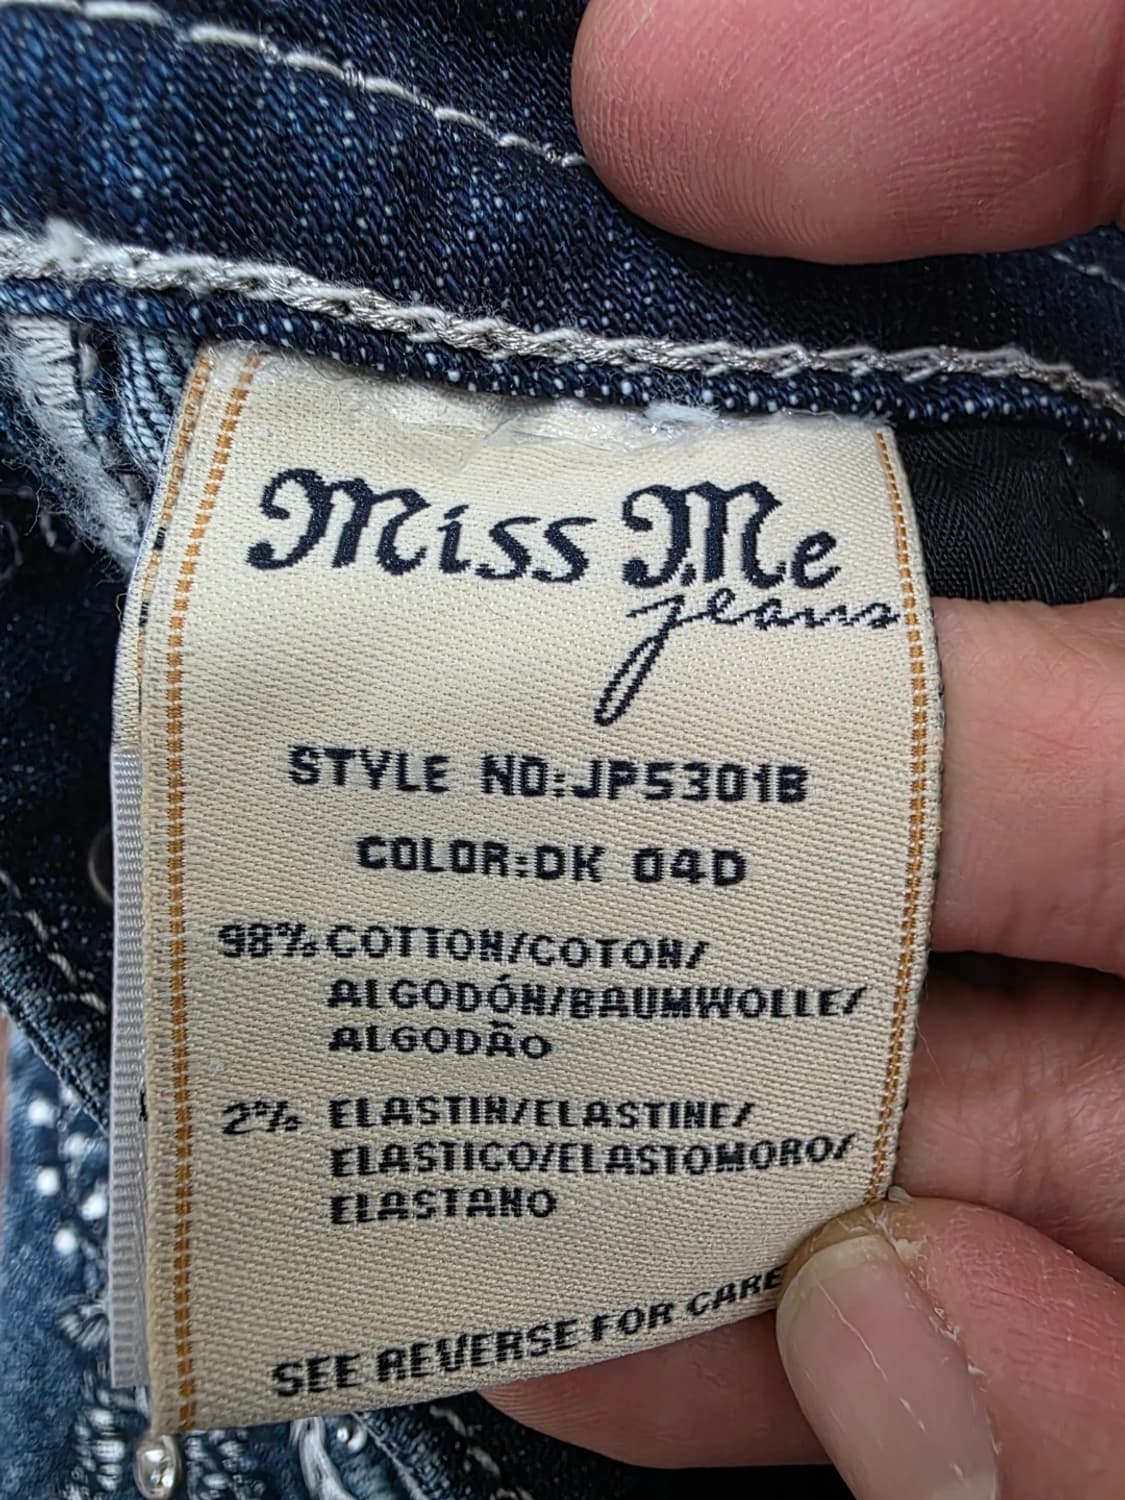 Miss Me
jeans
STYLE NO:JP5301B
COLOR:DK 04D
98% COTTON/COTON/
ALGODÓN/BAUMWOLLE/
ALGODÃO
2% ELASTIN/ELASTINE/
ELASTICO/ELASTOMORO/
ELASTANO
SEE REVERSE FOR CARE